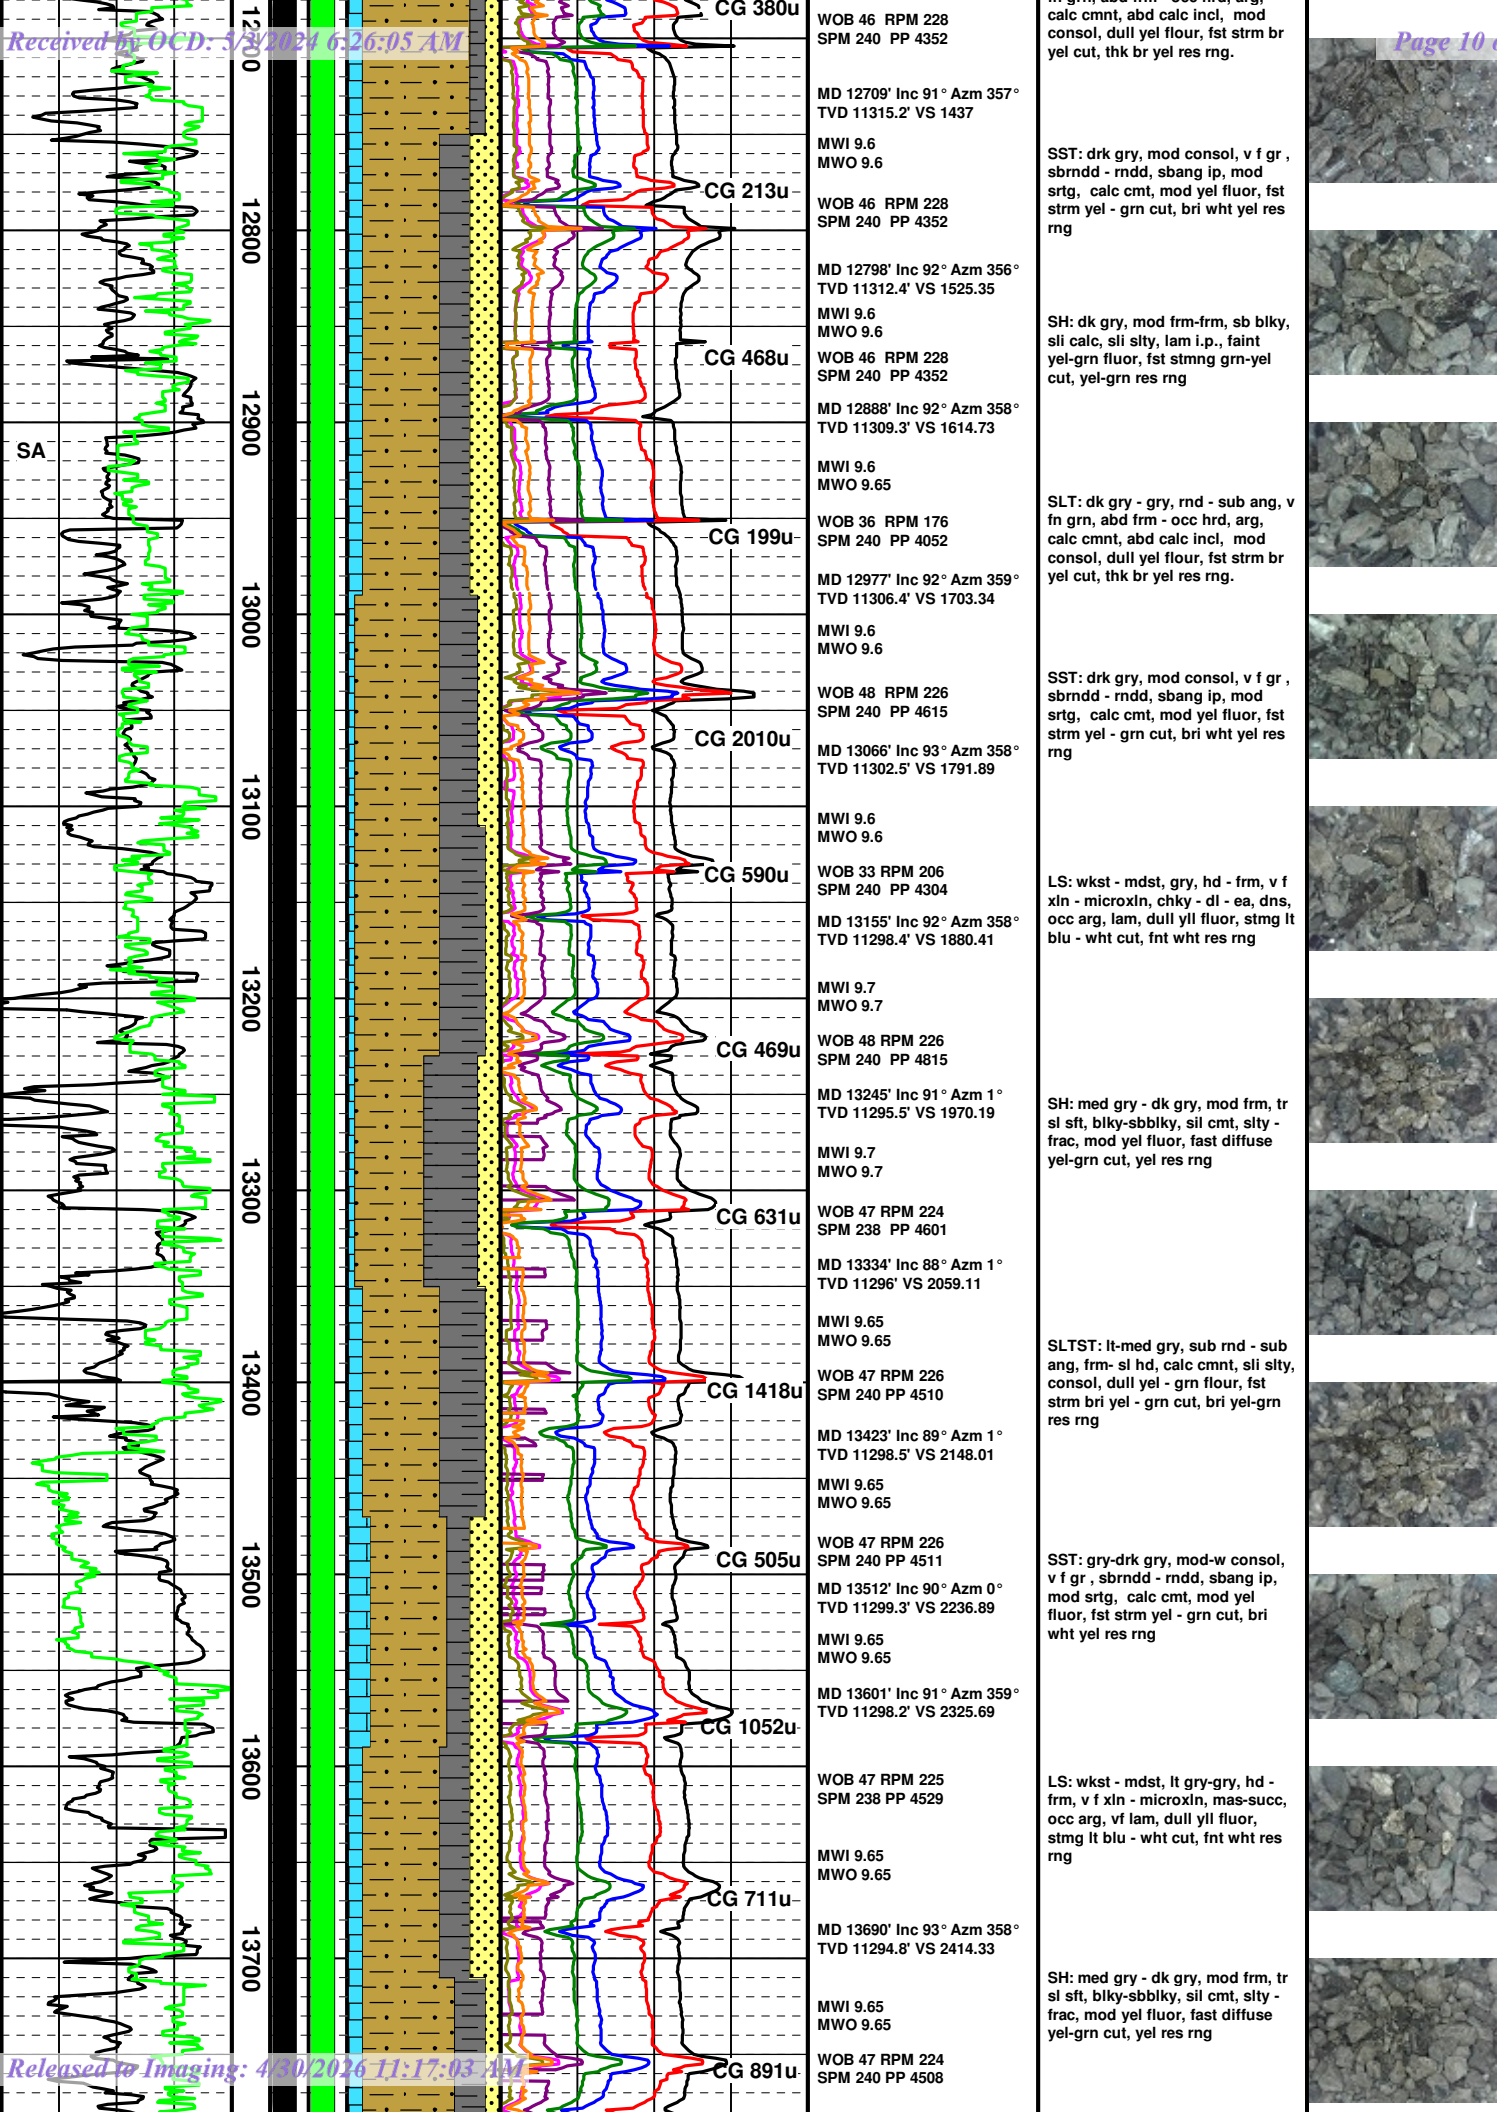 CG 380u
WOB 46 RPM 228
SPM 240 PP 4352
calc cmnt, abd calc incl, mod
consol, dull yel flour, fst strm br
yel cut, thk br yel res rng.
Received by OCD: 5/3/2024 6:26:05 AM
Page 10
MD 12709' Inc 91° Azm 357°
TVD 11315.2' VS 1437
MWI 9.6
MWO 9.6
SST: drk gry, mod consol, v f gr ,
sbrndd - rndd, sbang ip, mod
srtg, calc cmt, mod yel fluor, fst
strm yel - grn cut, bri wht yel res
rng
CG 213u
WOB 46 RPM 228
SPM 240 PP 4352
12800
MD 12798' Inc 92° Azm 356°
TVD 11312.4' VS 1525.35
MWI 9.6
MWO 9.6
SH: dk gry, mod frm-frm, sb blky,
sli calc, sli slty, lam i.p., faint
yel-grn fluor, fst stmng grn-yel
cut, yel-grn res rng
CG 468u
WOB 46 RPM 228
SPM 240 PP 4352
MD 12888' Inc 92° Azm 358°
TVD 11309.3' VS 1614.73
12900
SA
MWI 9.6
MWO 9.65
SLT: dk gry - gry, rnd - sub ang, v
fn grn, abd frm - occ hrd, arg,
calc cmnt, abd calc incl, mod
consol, dull yel flour, fst strm br
yel cut, thk br yel res rng.
CG 199u
WOB 36 RPM 176
SPM 240 PP 4052
MD 12977' Inc 92° Azm 359°
TVD 11306.4' VS 1703.34
13000
MWI 9.6
MWO 9.6
SST: drk gry, mod consol, v f gr ,
sbrndd - rndd, sbang ip, mod
srtg, calc cmt, mod yel fluor, fst
strm yel - grn cut, bri wht yel res
rng
WOB 48 RPM 226
SPM 240 PP 4615
CG 2010u
MD 13066' Inc 93° Azm 358°
TVD 11302.5' VS 1791.89
13100
MWI 9.6
MWO 9.6
CG 590u
WOB 33 RPM 206
SPM 240 PP 4304
LS: wkst - mdst, gry, hd - frm, v f
xln - microxln, chky - dl - ea, dns,
occ arg, lam, dull yll fluor, stmg lt
blu - wht cut, fnt wht res rng
MD 13155' Inc 92° Azm 358°
TVD 11298.4' VS 1880.41
13200
MWI 9.7
MWO 9.7
CG 469u
WOB 48 RPM 226
SPM 240 PP 4815
MD 13245' Inc 91° Azm 1°
TVD 11295.5' VS 1970.19
SH: med gry - dk gry, mod frm, tr
sl sft, blky-sbblky, sil cmt, slty -
frac, mod yel fluor, fast diffuse
yel-grn cut, yel res rng
MWI 9.7
MWO 9.7
13300
CG 631u
WOB 47 RPM 224
SPM 238 PP 4601
MD 13334' Inc 88° Azm 1°
TVD 11296' VS 2059.11
MWI 9.65
MWO 9.65
SLTST: lt-med gry, sub rnd - sub
ang, frm- sl hd, calc cmnt, sli slty,
consol, dull yel - grn flour, fst
strm bri yel - grn cut, bri yel-grn
res rng
13400
CG 1418u
WOB 47 RPM 226
SPM 240 PP 4510
MD 13423' Inc 89° Azm 1°
TVD 11298.5' VS 2148.01
MWI 9.65
MWO 9.65
CG 505u
WOB 47 RPM 226
SPM 240 PP 4511
SST: gry-drk gry, mod-w consol,
v f gr , sbrndd - rndd, sbang ip,
mod srtg, calc cmt, mod yel
fluor, fst strm yel - grn cut, bri
wht yel res rng
13500
MD 13512' Inc 90° Azm 0°
TVD 11299.3' VS 2236.89
MWI 9.65
MWO 9.65
MD 13601' Inc 91° Azm 359°
TVD 11298.2' VS 2325.69
CG 1052u
13600
WOB 47 RPM 225
SPM 238 PP 4529
LS: wkst - mdst, lt gry-gry, hd -
frm, v f xln - microxln, mas-succ,
occ arg, vf lam, dull yll fluor,
stmg lt blu - wht cut, fnt wht res
rng
MWI 9.65
MWO 9.65
CG 711u
MD 13690' Inc 93° Azm 358°
TVD 11294.8' VS 2414.33
13700
SH: med gry - dk gry, mod frm, tr
sl sft, blky-sbblky, sil cmt, slty -
frac, mod yel fluor, fast diffuse
yel-grn cut, yel res rng
MWI 9.65
MWO 9.65
Released to Imaging: 4/30/2026 11:17:03 AM
CG 891u
WOB 47 RPM 224
SPM 240 PP 4508